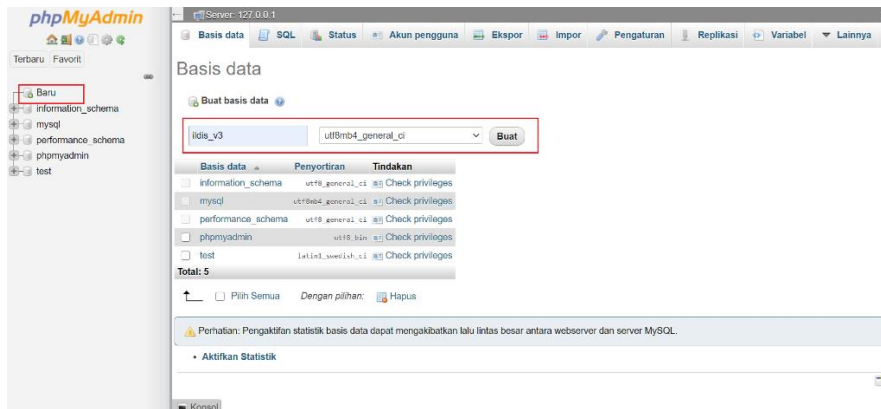 phpMyAdmin
Terbaru Favorit
Baru
information_schema
mysql
performance_schema
phpmyadmin
test
Server: 127.0.0.1
Basis data SQL Status Akun pengguna Ekspor Impor Pengaturan Replikasi Variabel Lainnya
Basis data
Buat basis data
ildis_v3 utf8mb4_general_ci Buat
Basis data Penyortiran Tindakan
information_schema utf8_general_ci Check privileges
mysql utf8mb4_general_ci Check privileges
performance_schema utf8_general_ci Check privileges
phpmyadmin utf8_bin Check privileges
test latin1_swedish_ci Check privileges
Total: 5
Pilih Semua Dengan pilihan: Hapus
Perhatian: Pengaktifan statistik basis data dapat mengakibatkan lalu lintas besar antara webserver dan server MySQL.
• Aktifkan Statistik
Konsol